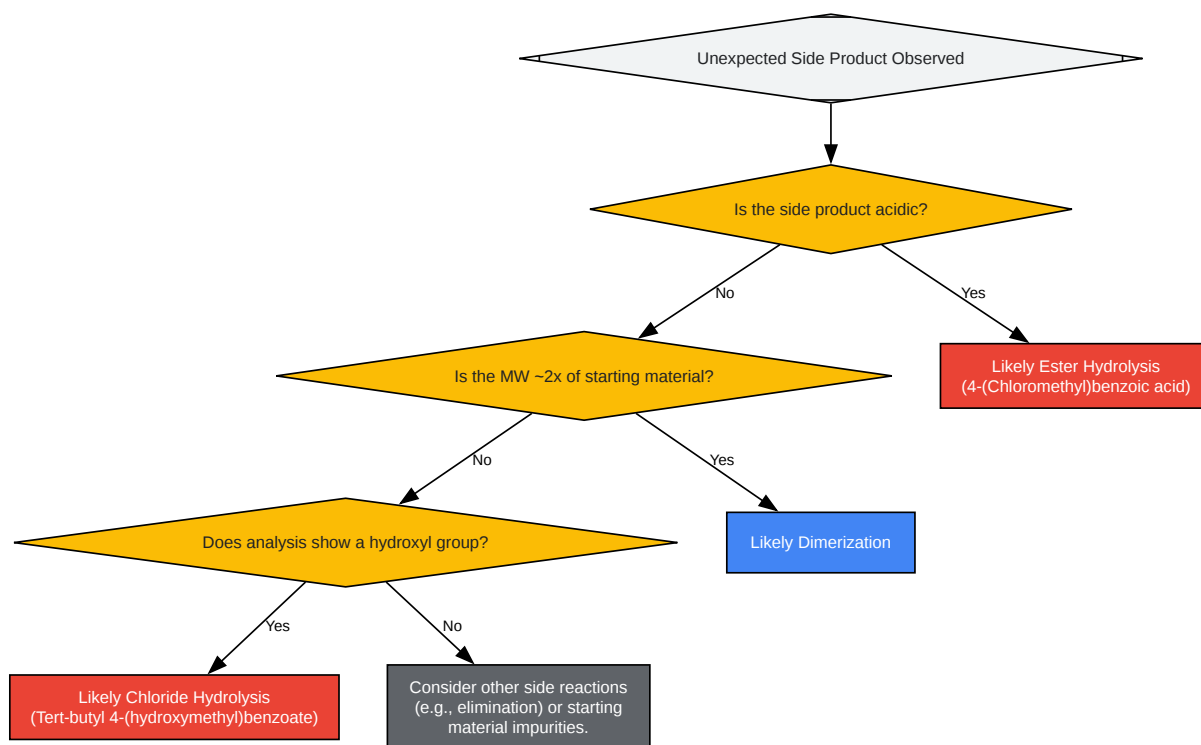 Unexpected Side Product Observed
Is the side product acidic?
No
Yes
Is the MW ~2x of starting material?
Likely Ester Hydrolysis
(4-(Chloromethyl)benzoic acid)
No
Yes
Does analysis show a hydroxyl group?
Likely Dimerization
Yes
No
Likely Chloride Hydrolysis
(Tert-butyl 4-(hydroxymethyl)benzoate)
Consider other side reactions
(e.g., elimination) or starting
material impurities.